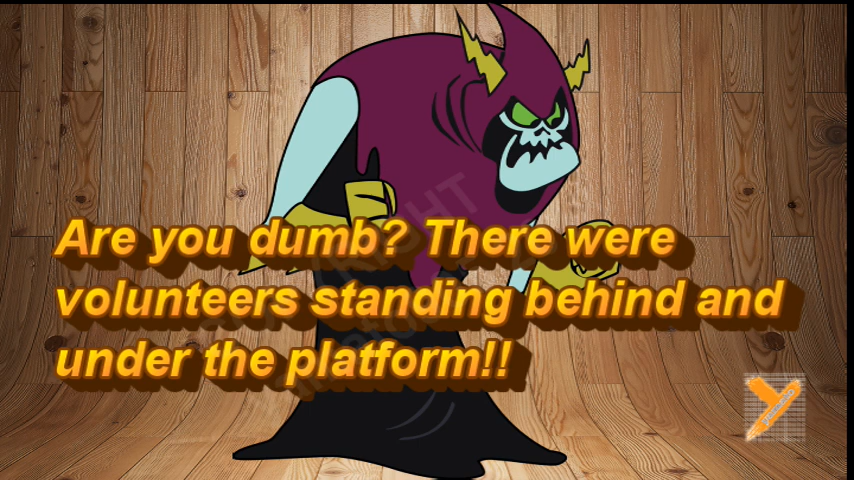 Are you dumb? There were
volunteers standing behind and
under the platform!!